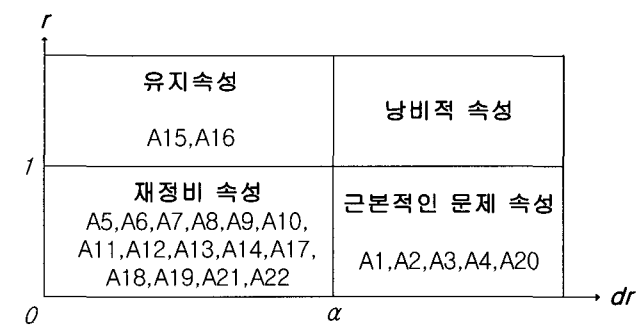 r
유지속성
A15,A16
낭비적 속성
1
재정비 속성
A5,A6,A7,A8,A9,A10,
A11,A12,A13,A14,A17,
A18,A19,A21,A22
근본적인 문제 속성
A1,A2,A3,A4,A20
0
α
dr